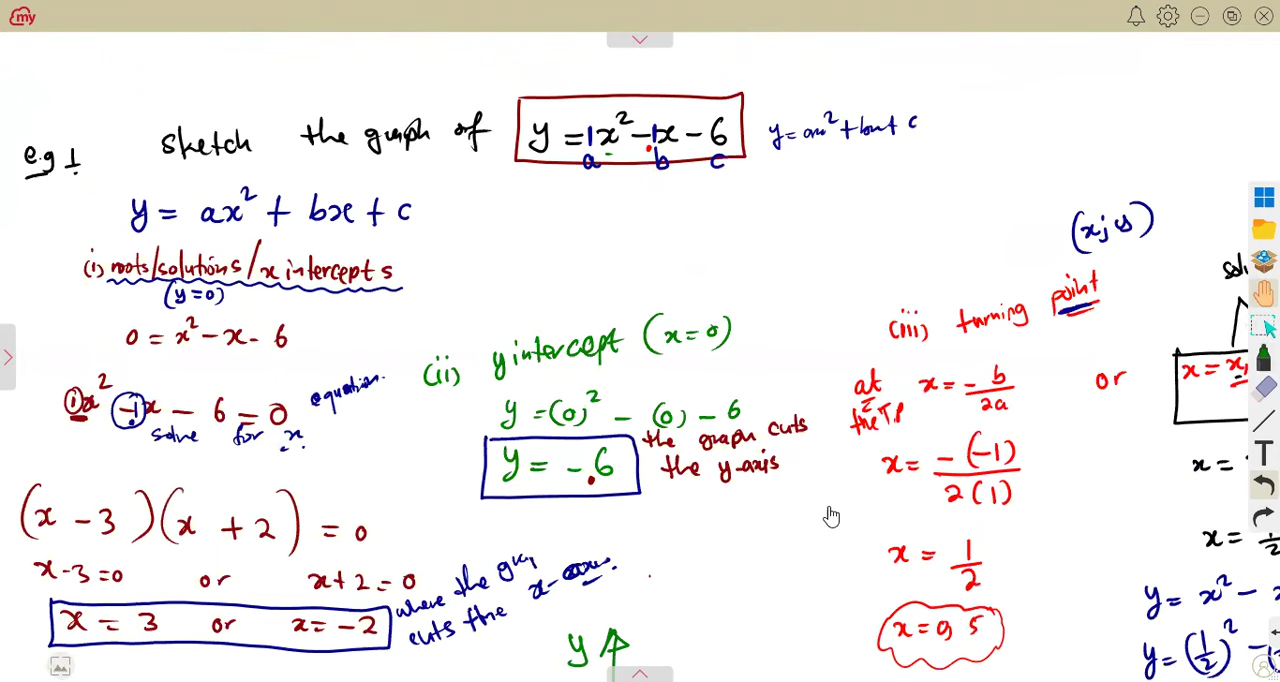 my
e.g 1
sketch the graph of
y = 1x² - 1x - 6
a b c
y = ax² + bx + c
y = ax² + bx + c
(i) roots/solutions/x intercepts
(y=0)
0 = x² - x - 6
1x² - 1x - 6 = 0 equation
solve for x.
(x - 3)(x + 2) = 0
x - 3 = 0 or x + 2 = 0
x = 3 or x = -2
where the
cuts the x-axis.
(ii) y intercept (x = 0)
y = (0)² - (0) - 6
y = -6
the graph cuts
the y-axis
y
(iii) turning point
at
the T.P
x = - b/2a
or
x = -(-1)/2(1)
x = 1/2
x = 0,5
x =
x =
x =
y = x² -
y = (1/2)² -
T